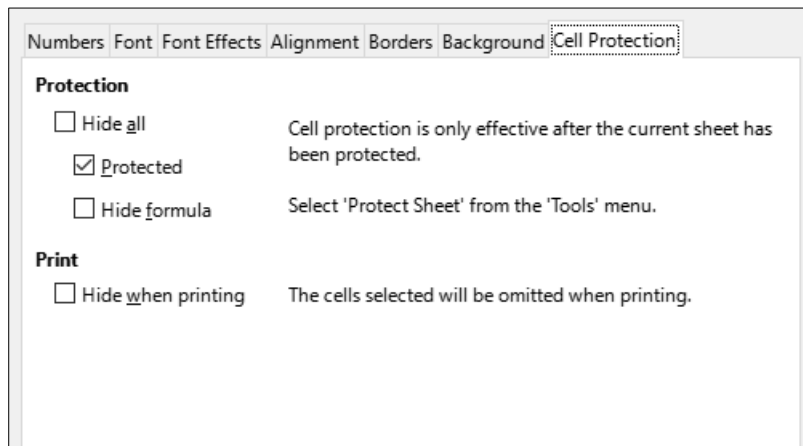 Numbers Font Font Effects Alignment Borders Background Cell Protection
Protection
Hide all
Cell protection is only effective after the current sheet has
been protected.
Protected
Hide formula
Select 'Protect Sheet' from the 'Tools' menu.
Print
Hide when printing
The cells selected will be omitted when printing.